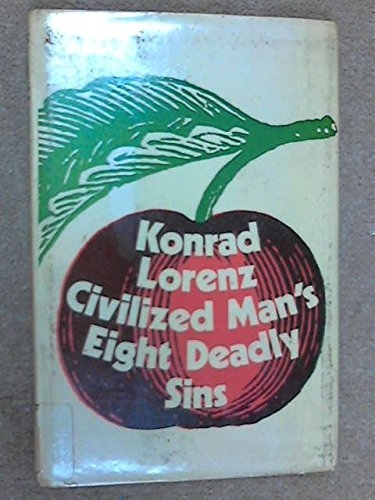 Konrad
Lorenz
Civilized Man's
Eight Deadly
Sins